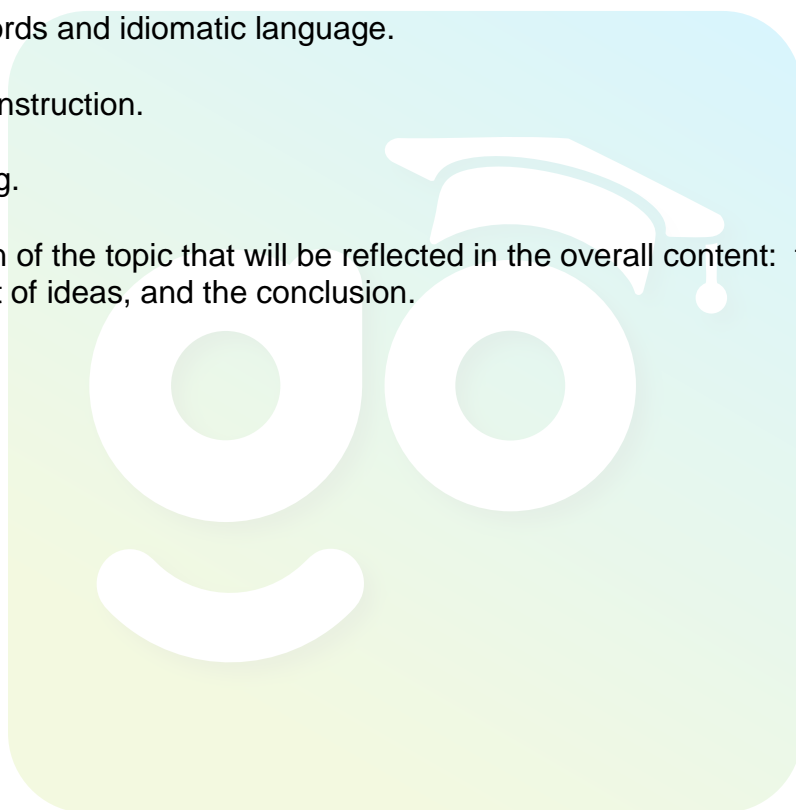 ords and idiomatic language.
nstruction.
g.
n of the topic that will be reflected in the overall content:
t of ideas, and the conclusion.
go